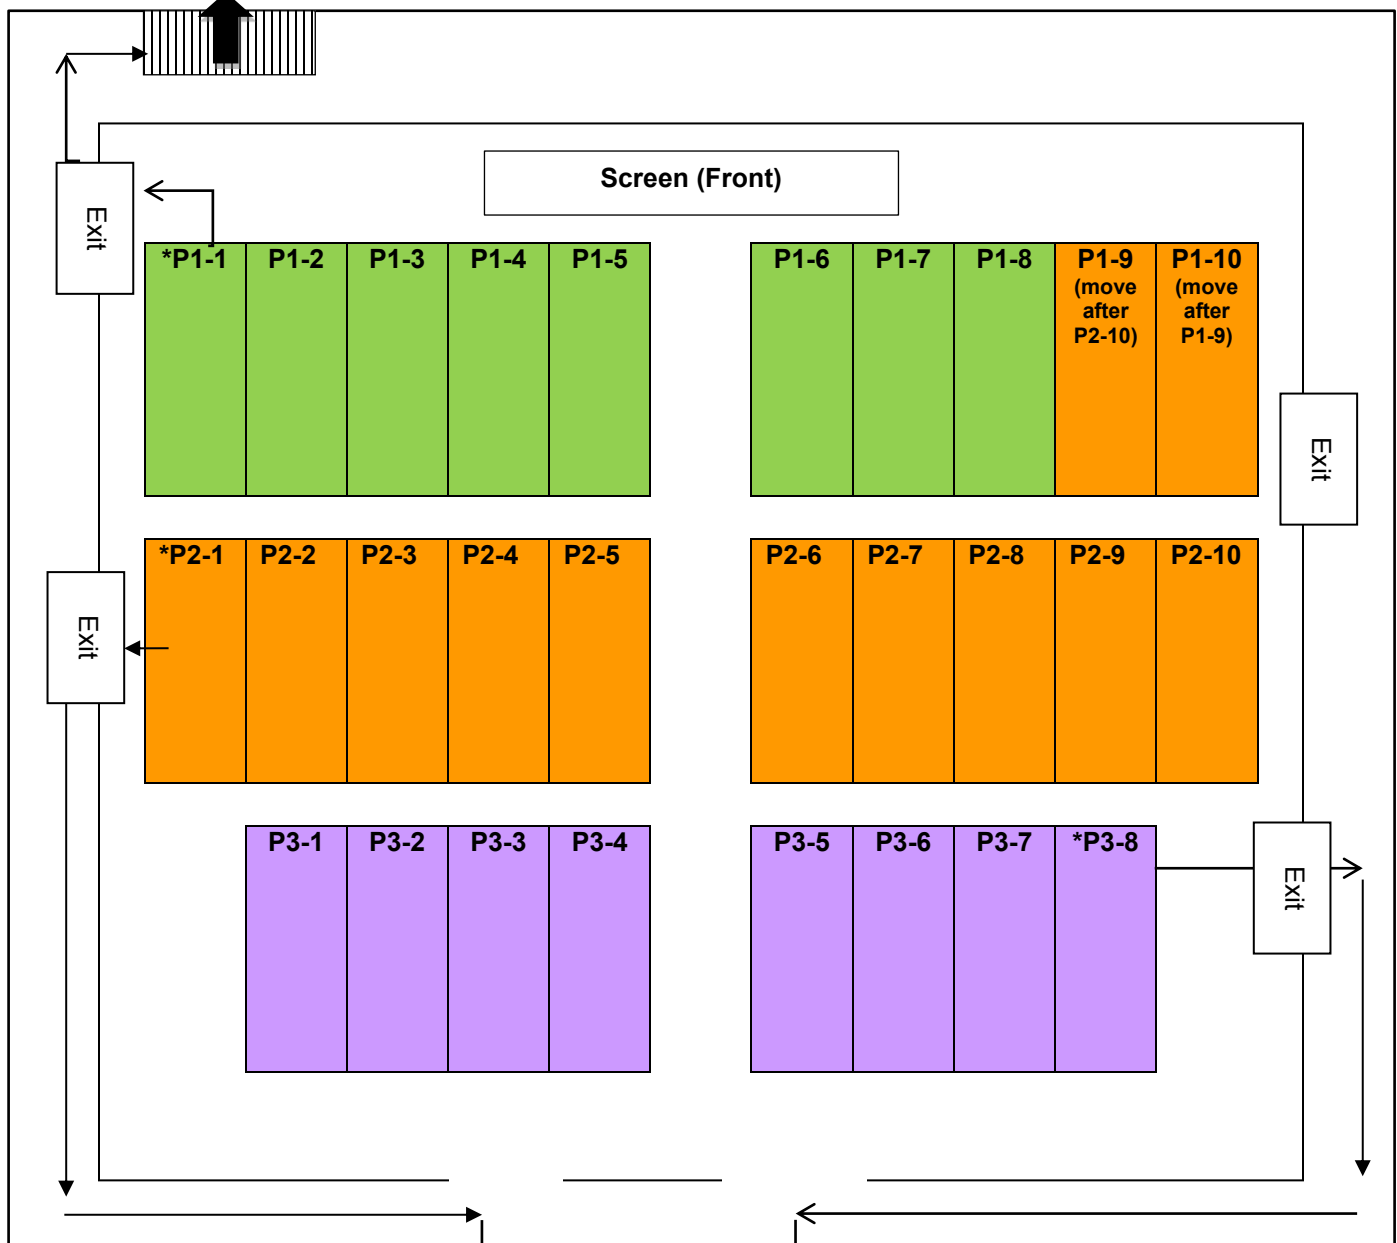 Screen (Front)
Exit
*P1-1 P1-2 P1-3 P1-4 P1-5 P1-6 P1-7 P1-8 P1-9 P1-10
(move (move
after after
P2-10) P1-9)
Exit
*P2-1 P2-2 P2-3 P2-4 P2-5 P2-6 P2-7 P2-8 P2-9 P2-10
Exit
P3-1 P3-2 P3-3 P3-4 P3-5 P3-6 P3-7 *P3-8
Exit